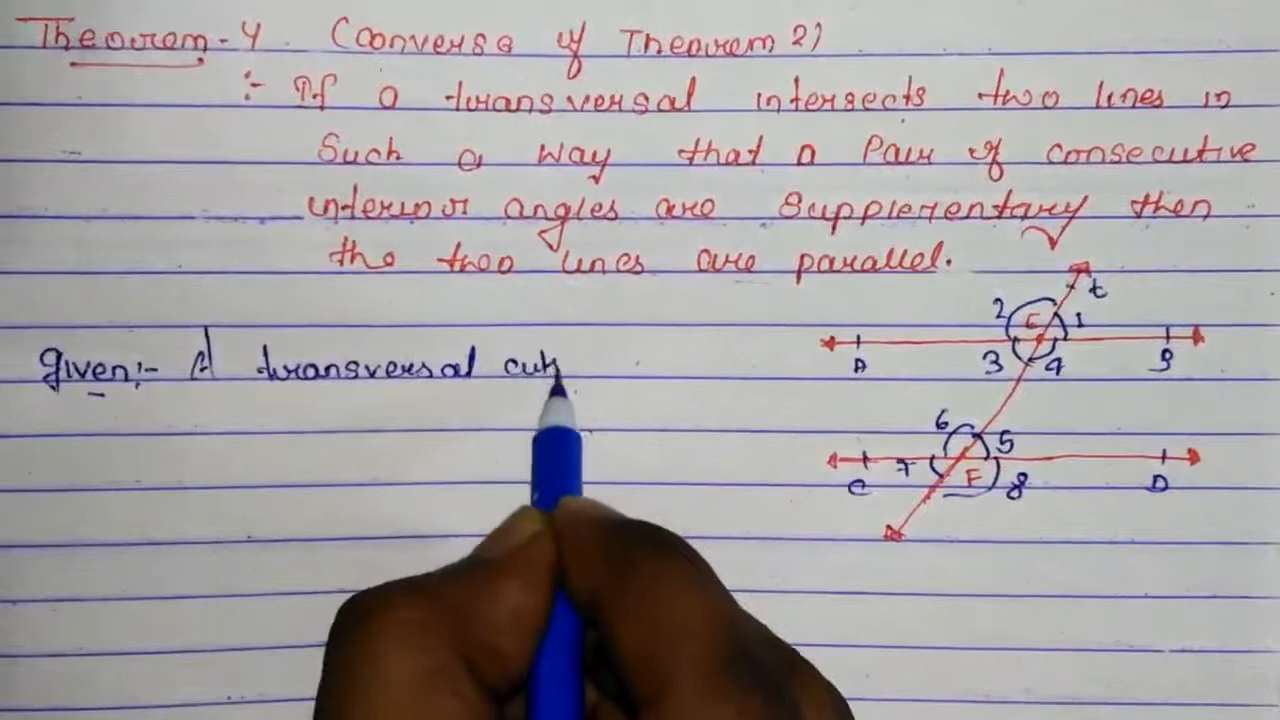 Theorem-4 (Converse of Theorem 2)
:- If a transversal intersects two lines in
Such a way that a Pair of consecutive
interior angles are Supplementary then
the two lines are parallel.
t
2 E 1
A 3 4 B
Given:- A transversal cuts
6 5
7 F 8
C D